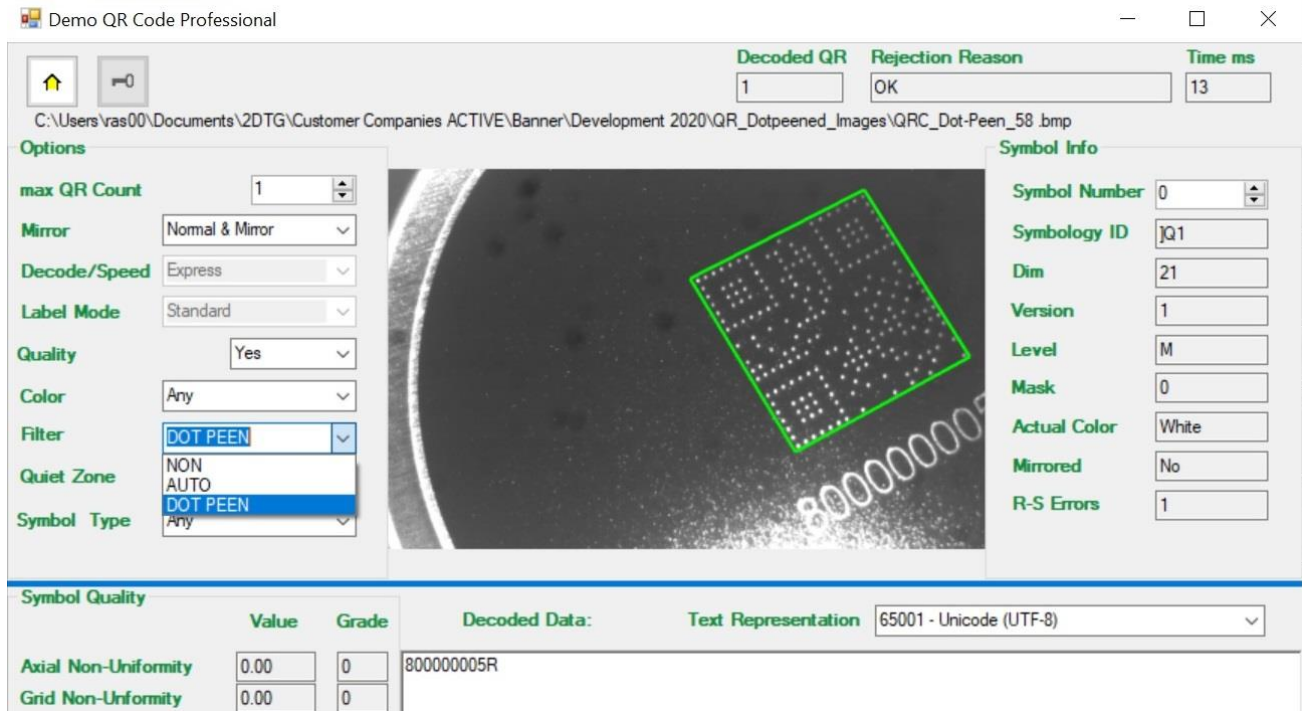 Demo QR Code Professional
Decoded QR Rejection Reason Time ms
1 OK 13
C:\Users\ras00\Documents\2DTG\Customer Companies ACTIVE\Banner\Development 2020\QR_Dotpeened_Images\QRC_Dot-Peen_58 .bmp
Options
max QR Count 1
Mirror Normal & Mirror
Decode/Speed Express
Label Mode Standard
Quality Yes
Color Any
Filter DOT PEEN
NON
AUTO
DOT PEEN
Quiet Zone
Symbol Type Any
800000005
Symbol Info
Symbol Number 0
Symbology ID ]Q1
Dim 21
Version 1
Level M
Mask 0
Actual Color White
Mirrored No
R-S Errors 1
Symbol Quality
Value Grade
Axial Non-Uniformity 0.00 0
Grid Non-Unformity 0.00 0
Decoded Data: Text Representation 65001 - Unicode (UTF-8)
800000005R